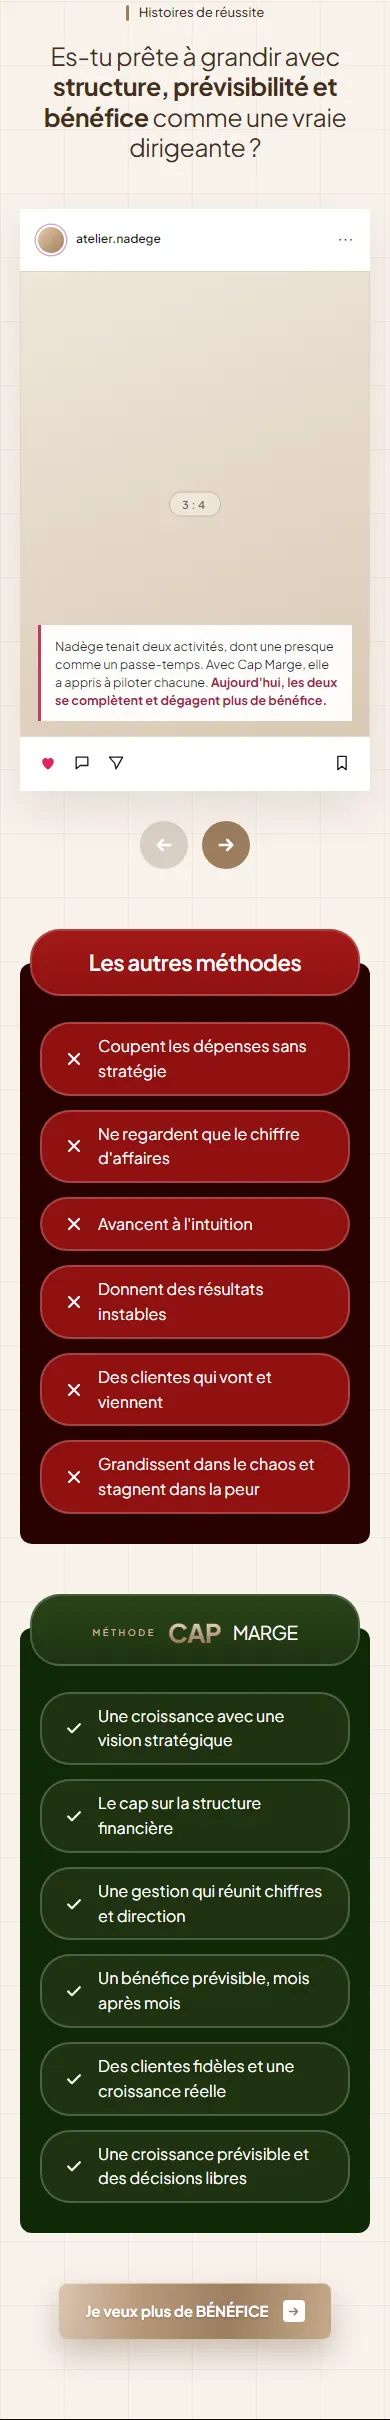 Histoires de réussite
Es-tu prête à grandir avec
structure, prévisibilité et
bénéfice comme une vraie
dirigeante ?
atelier.nadege
3 : 4
Nadège tenait deux activités, dont une presque
comme un passe-temps. Avec Cap Marge, elle
a appris à piloter chacune. Aujourd'hui, les deux
se complètent et dégagent plus de bénéfice.
Les autres méthodes
Coupent les dépenses sans
stratégie
Ne regardent que le chiffre
d'affaires
Avancent à l'intuition
Donnent des résultats
instables
Des clientes qui vont et
viennent
Grandissent dans le chaos et
stagnent dans la peur
MÉTHODE CAP MARGE
Une croissance avec une
vision stratégique
Le cap sur la structure
financière
Une gestion qui réunit chiffres
et direction
Un bénéfice prévisible, mois
après mois
Des clientes fidèles et une
croissance réelle
Une croissance prévisible et
des décisions libres
Je veux plus de BÉNÉFICE